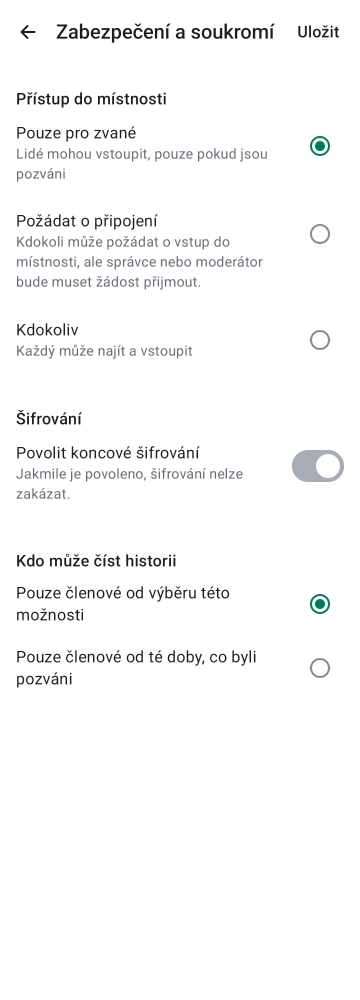 Zabezpečení a soukromí
Uložit
Přístup do místnosti
Pouze pro zvané
Lidé mohou vstoupit, pouze pokud jsou
pozváni
Požádat o připojení
Kdokoli může požádat o vstup do
místnosti, ale správce nebo moderátor
bude muset žádost přijmout.
Kdokoliv
Každý může najít a vstoupit
Šifrování
Povolit koncové šifrování
Jakmile je povoleno, šifrování nelze
zakázat.
Kdo může číst historii
Pouze členové od výběru této
možnosti
Pouze členové od té doby, co byli
pozváni